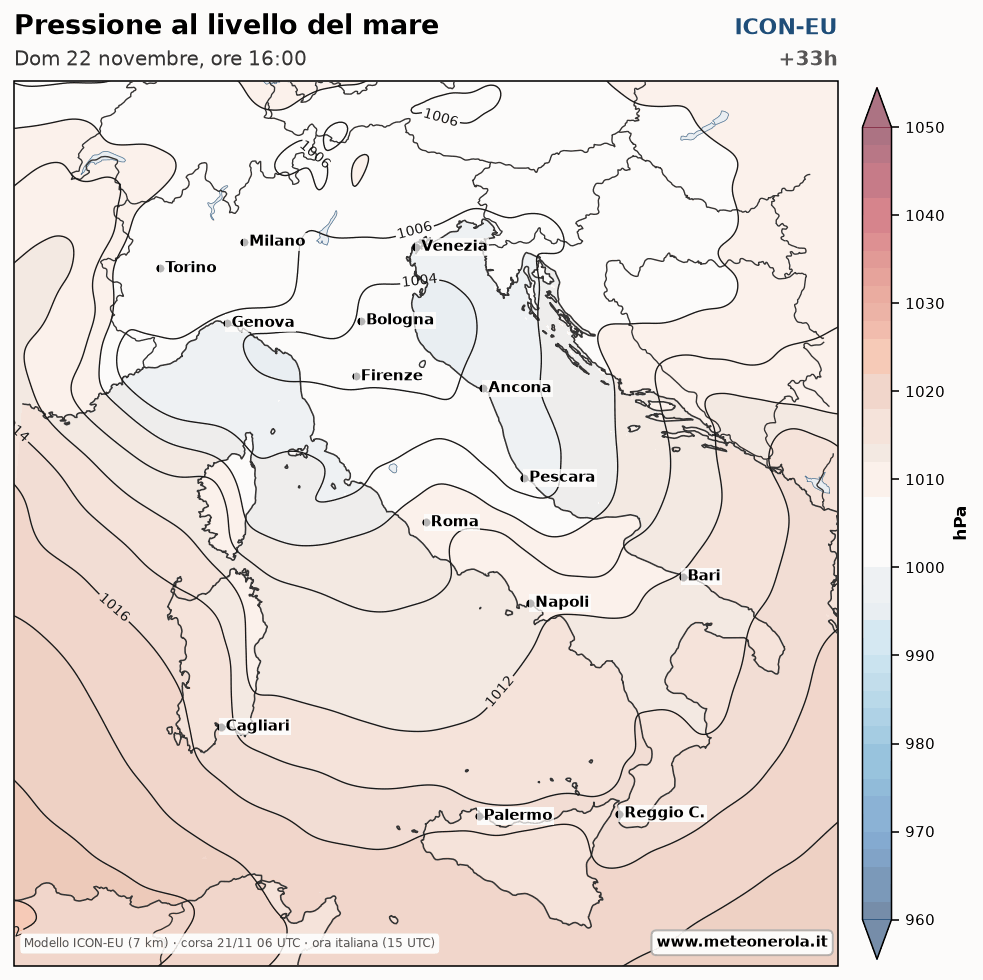 Pressione al livello del mare
ICON-EU
Dom 22 novembre, ore 16:00
+33h
1006
1006
1006
Venezia
Milano
Torino
1004
Genova
Bologna
Firenze
Ancona
14
Pescara
Roma
Bari
1016
Napoli
1012
Cagliari
Palermo
Reggio C.
2
Modello ICON-EU (7 km) · corsa 21/11 06 UTC · ora italiana (15 UTC)
www.meteonerola.it
1050
1040
1030
1020
1010
1000
990
980
970
960
hPa